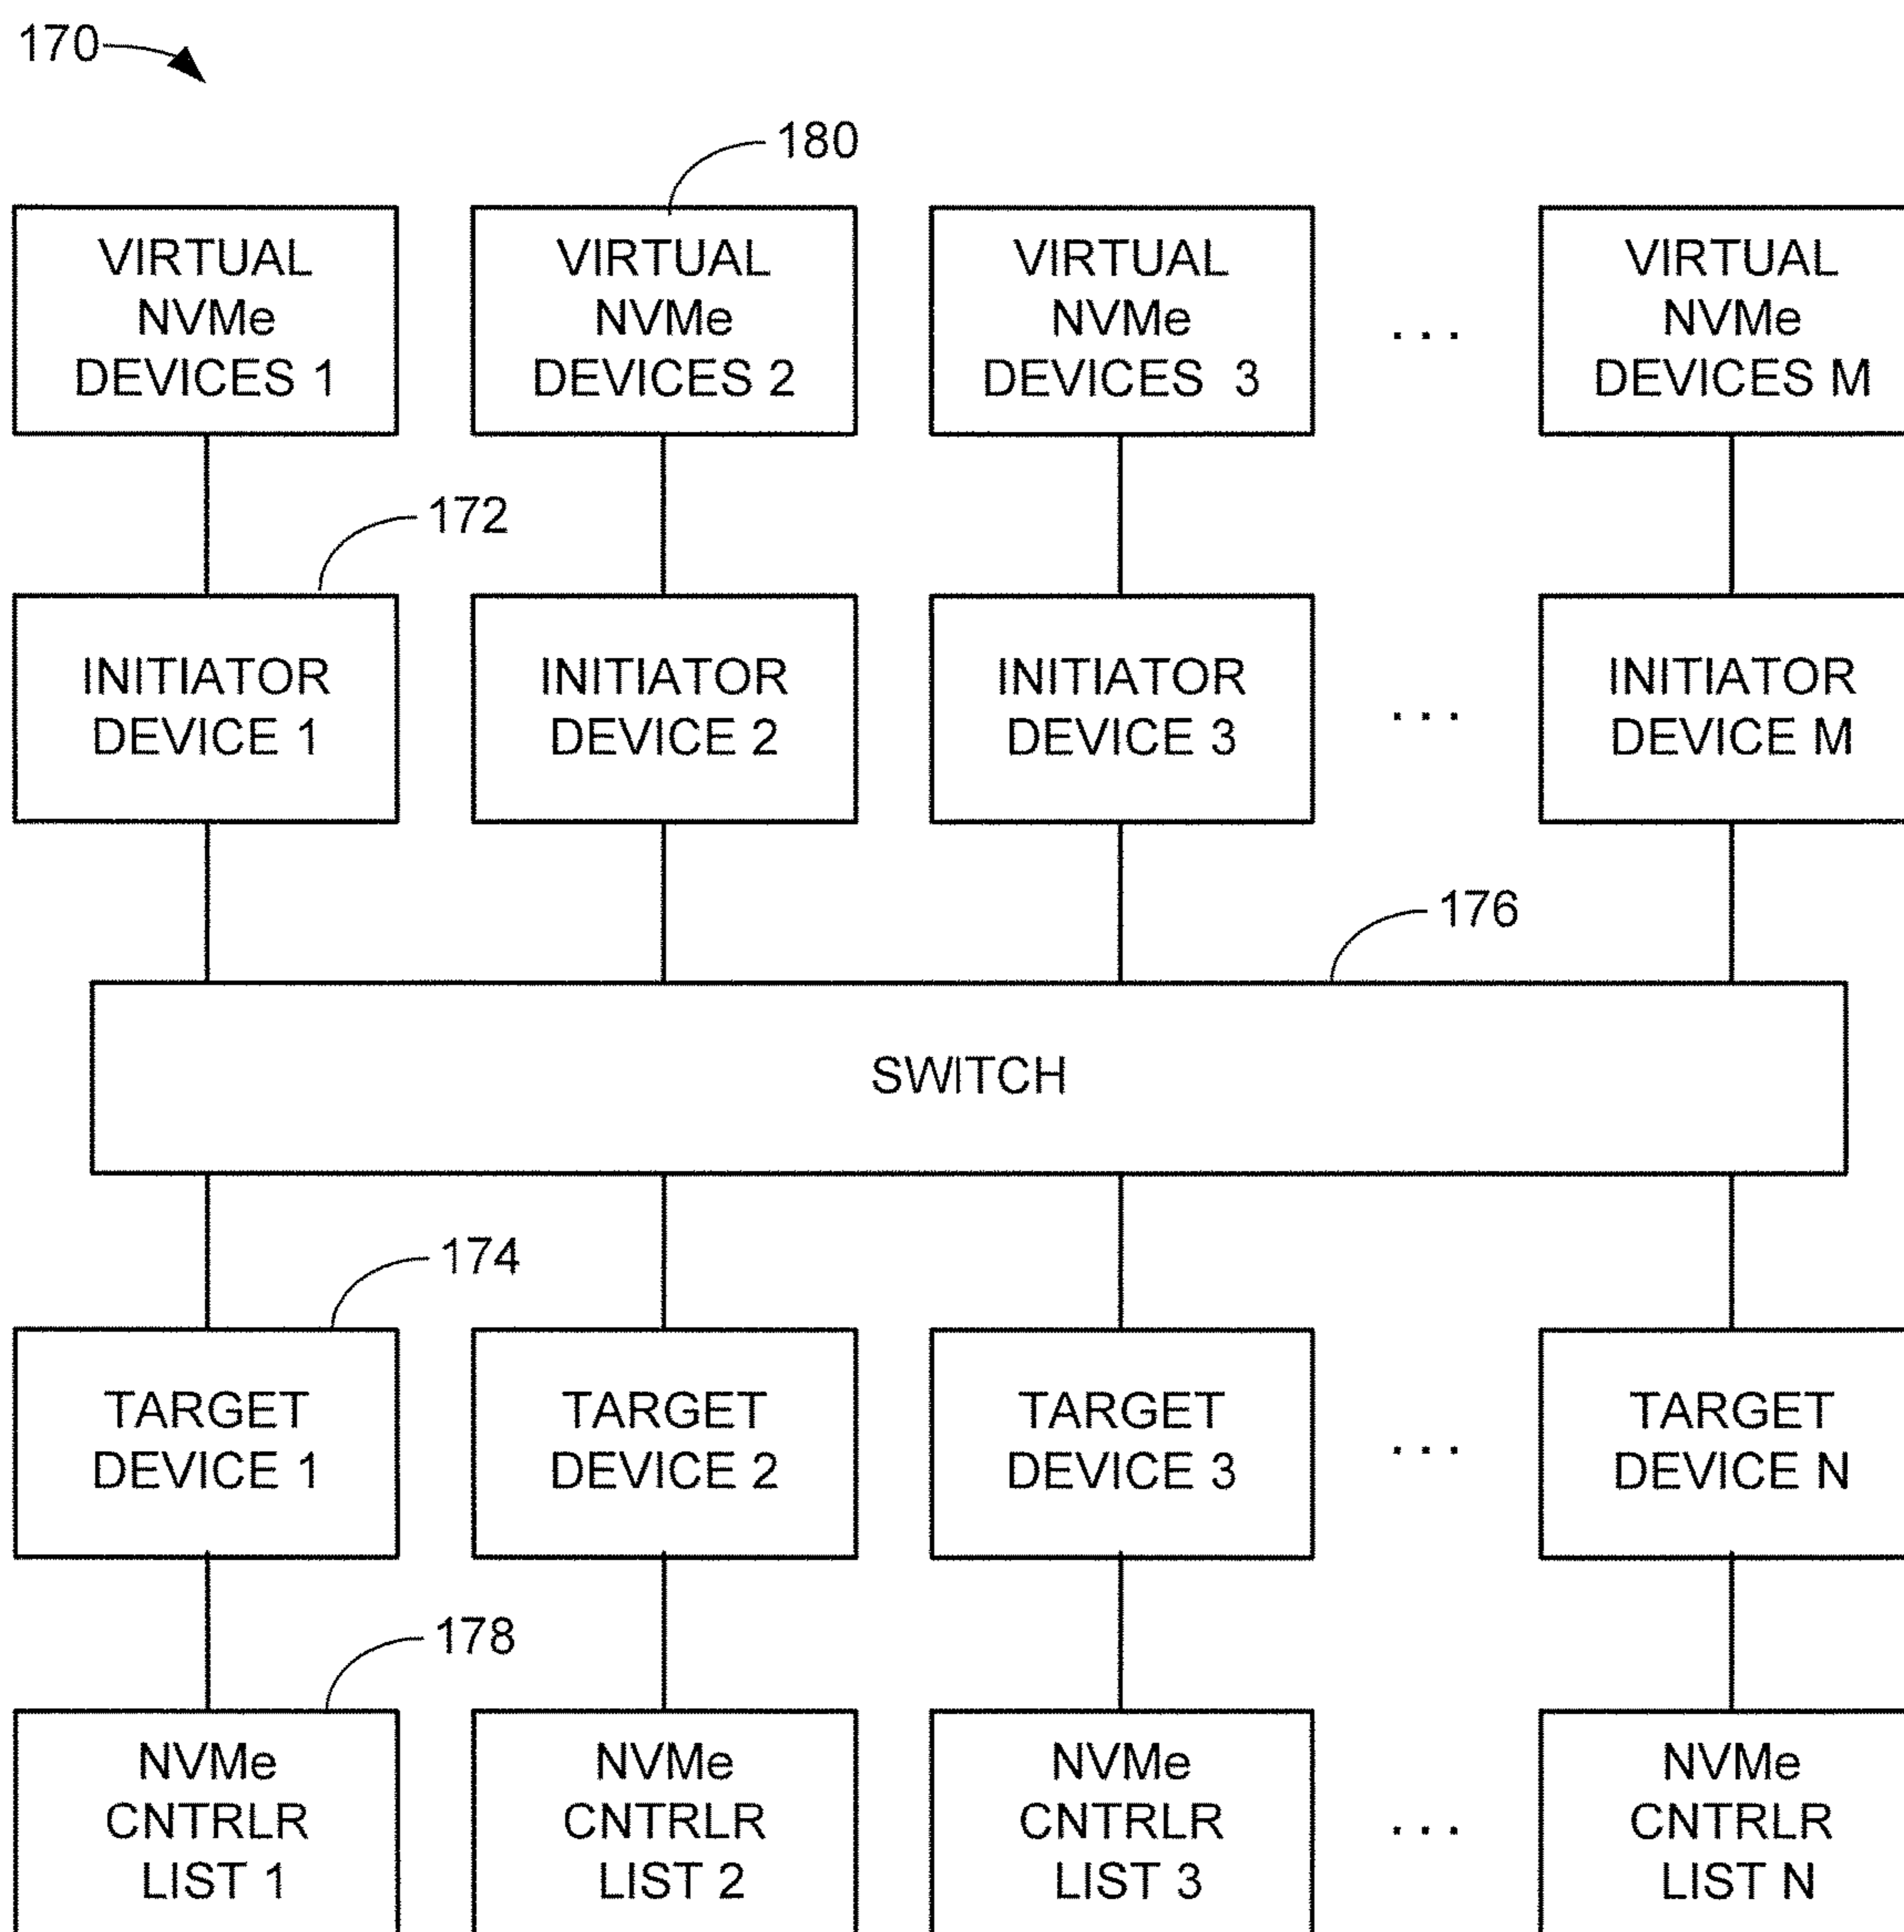 170
180
VIRTUAL NVMe DEVICES 1
VIRTUAL NVMe DEVICES 2
VIRTUAL NVMe DEVICES 3
. . .
VIRTUAL NVMe DEVICES M
172
INITIATOR DEVICE 1
INITIATOR DEVICE 2
INITIATOR DEVICE 3
. . .
INITIATOR DEVICE M
176
SWITCH
174
TARGET DEVICE 1
TARGET DEVICE 2
TARGET DEVICE 3
. . .
TARGET DEVICE N
178
NVMe CNTRLR LIST 1
NVMe CNTRLR LIST 2
NVMe CNTRLR LIST 3
. . .
NVMe CNTRLR LIST N